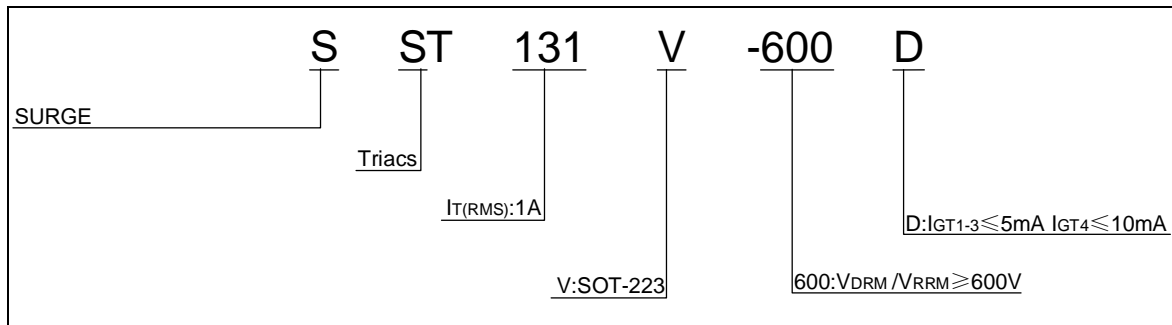 S ST 131 V -600 D
SURGE
Triacs
IT(RMS):1A
D:IGT1-3≤5mA IGT4≤10mA
V:SOT-223
600:VDRM /VRRM≥600V